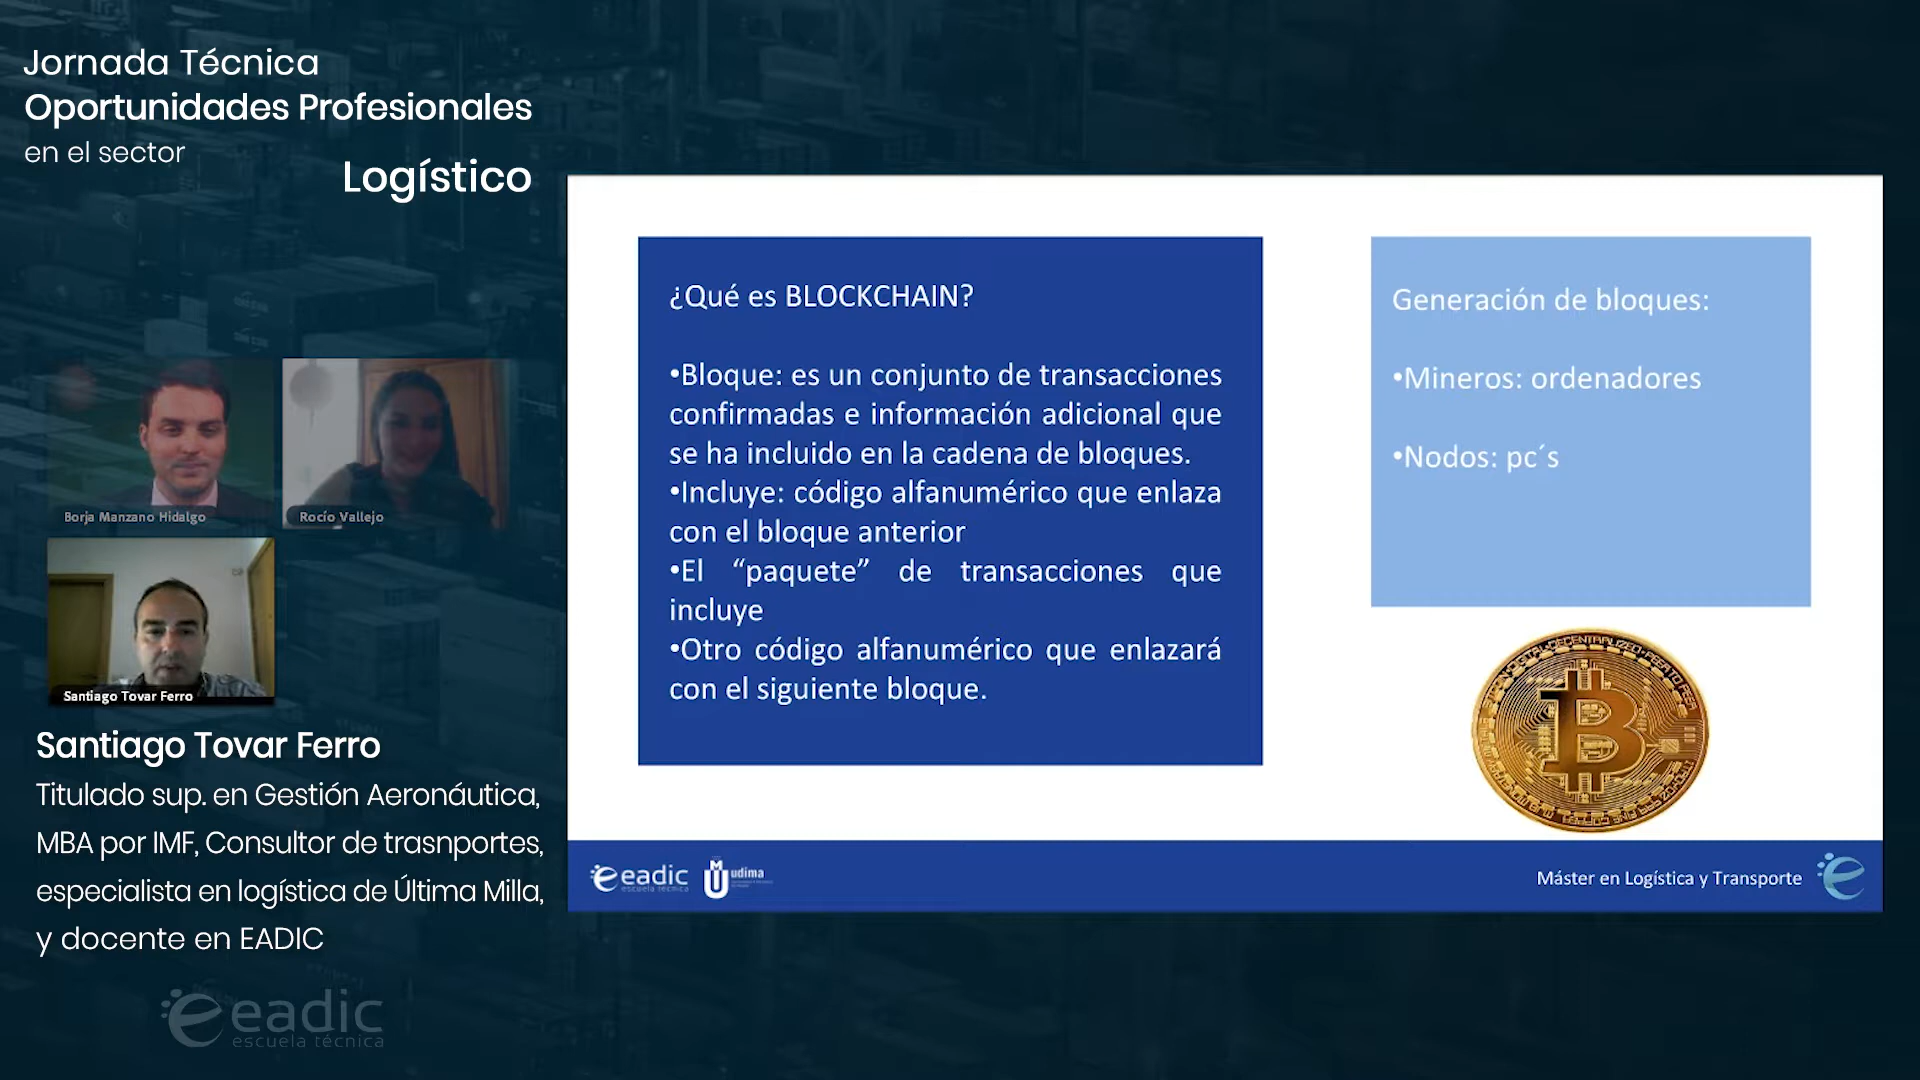 Jornada Técnica
Oportunidades Profesionales
en el sector
Logístico
Borja Manzano Hidalgo
Rocío Vallejo
Santiago Tovar Ferro
Santiago Tovar Ferro
Titulado sup. en Gestión Aeronáutica,
MBA por IMF, Consultor de trasnportes,
especialista en logística de Última Milla,
y docente en EADIC
eadic
escuela técnica
¿Qué es BLOCKCHAIN?
•Bloque: es un conjunto de transacciones
confirmadas e información adicional que
se ha incluido en la cadena de bloques.
•Incluye: código alfanumérico que enlaza
con el bloque anterior
•El “paquete” de transacciones que
incluye
•Otro código alfanumérico que enlazará
con el siguiente bloque.
Generación de bloques:
•Mineros: ordenadores
•Nodos: pc´s
eadic
escuela técnica
udima
Máster en Logística y Transporte